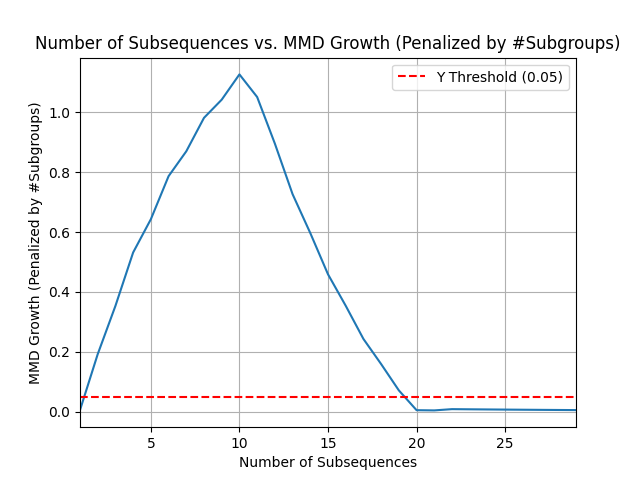 Number of Subsequences vs. MMD Growth (Penalized by #Subgroups)
Y Threshold (0.05)
MMD Growth (Penalized by #Subgroups)
1.0
0.8
0.6
0.4
0.2
0.0
5 10 15 20 25
Number of Subsequences